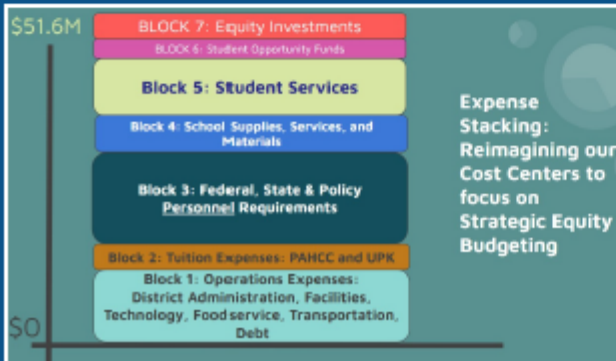 $51.6M
BLOCK 7: Equity Investments
BLOCK 6: Student Opportunity Funds
Block 5: Student Services
Block 4: School Supplies, Services, and
Materials
Block 3: Federal, State & Policy
Personnel Requirements
Block 2: Tuition Expenses: PAHCC and UPK
Block 1: Operations Expenses:
District Administration, Facilities,
Technology, Foodservice, Transportation,
Debt
$0
Expense
Stacking:
Reimagining our
Cost Centers to
focus on
Strategic Equity
Budgeting